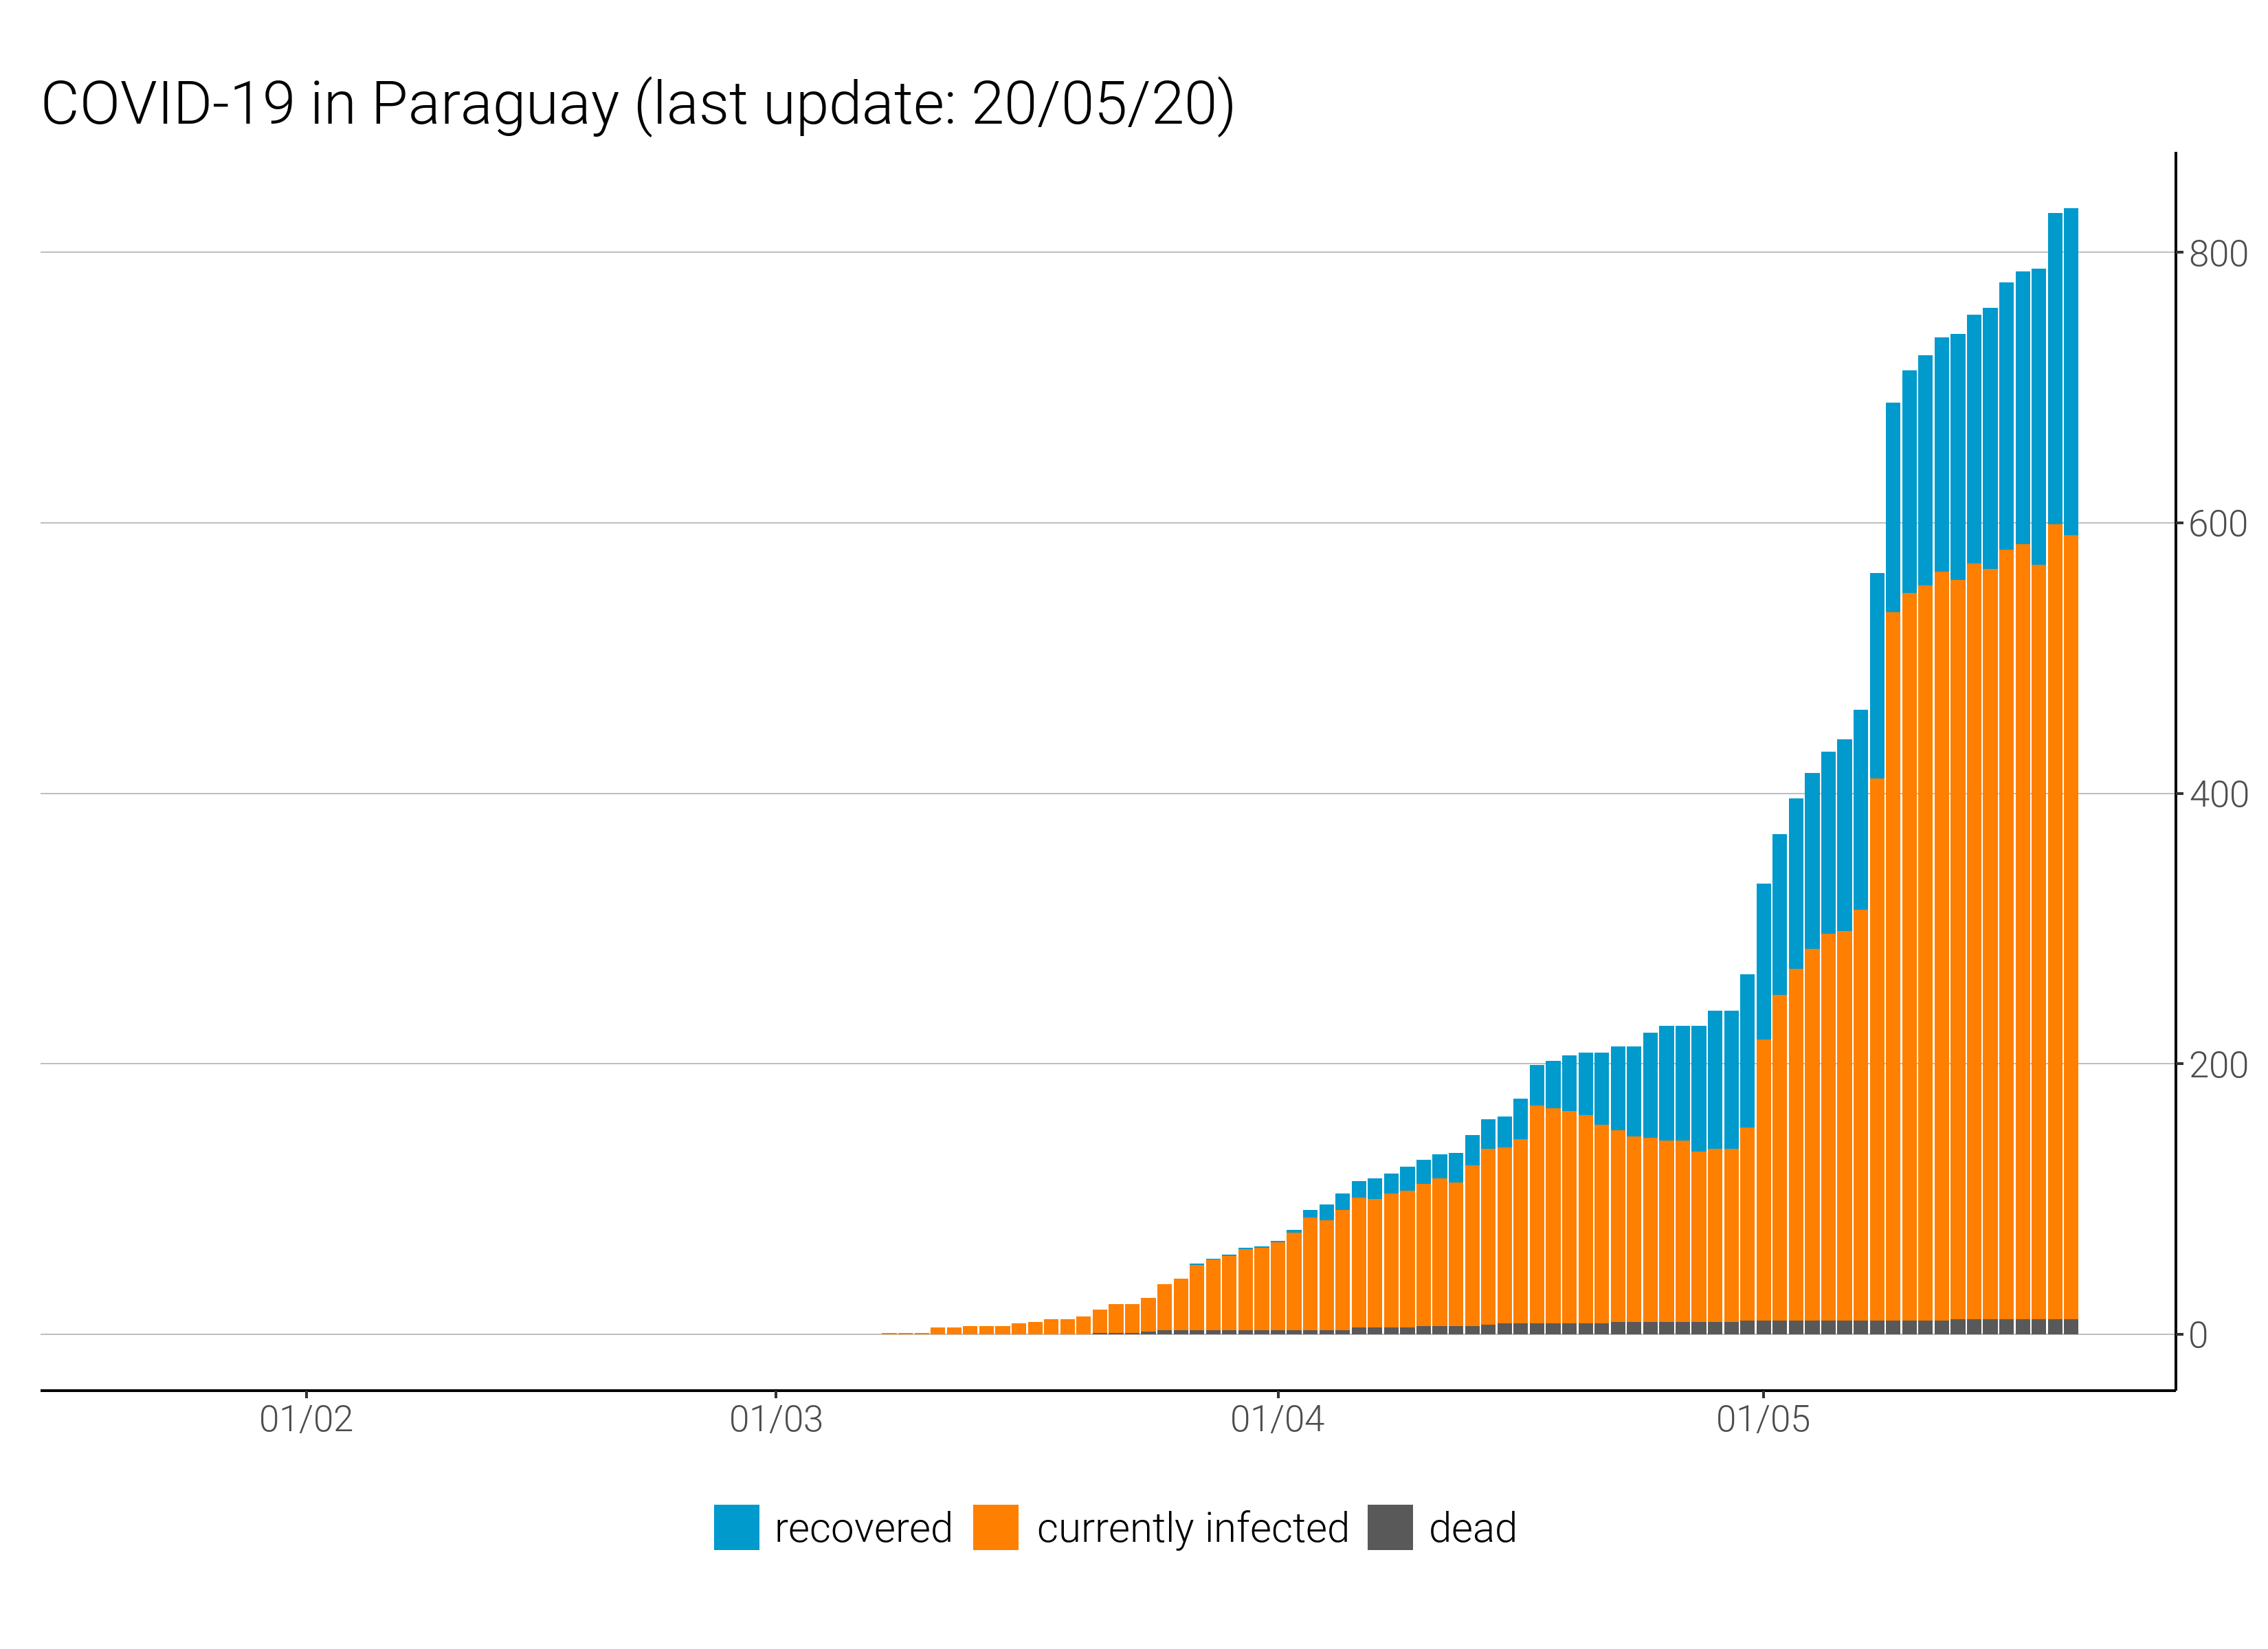 COVID-19 in Paraguay (last update: 20/05/20)
800
600
400
200
0
01/02 01/03 01/04 01/05
recovered currently infected dead